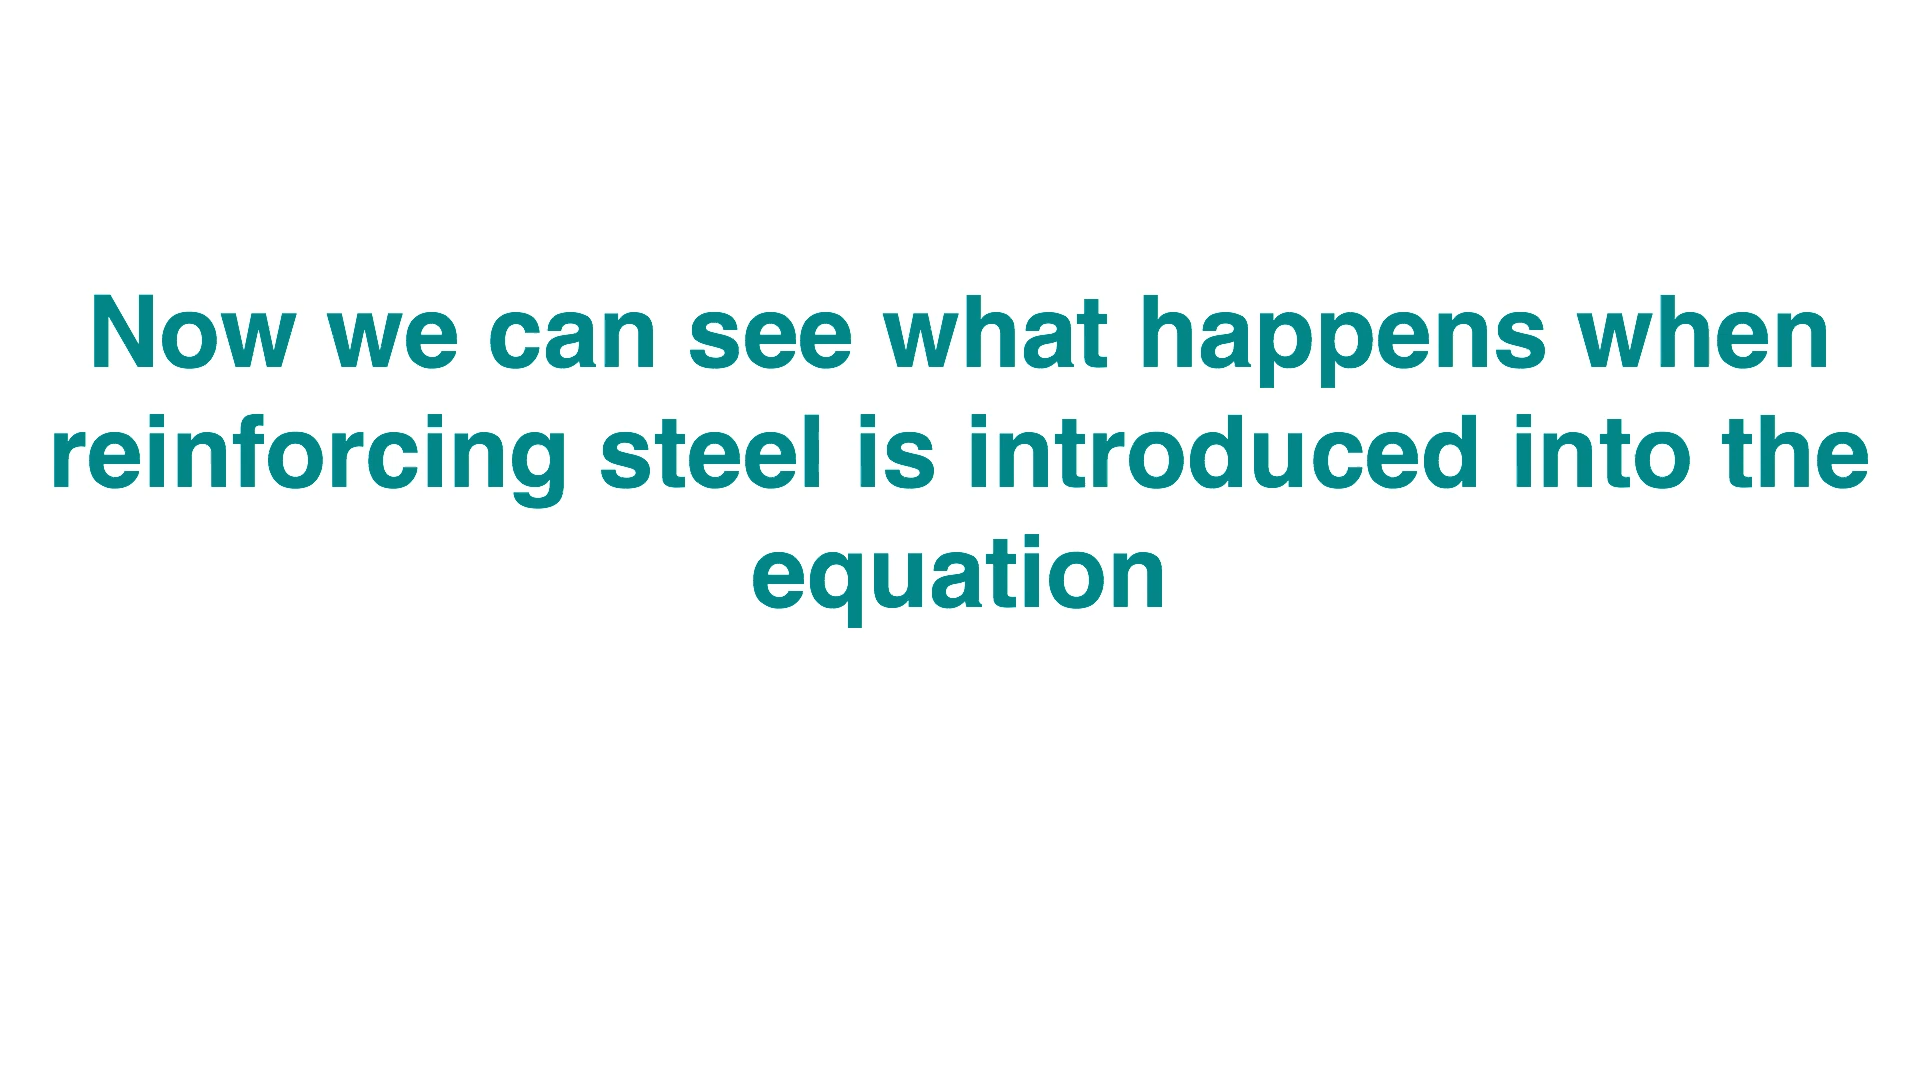 Now we can see what happens when
reinforcing steel is introduced into the
equation